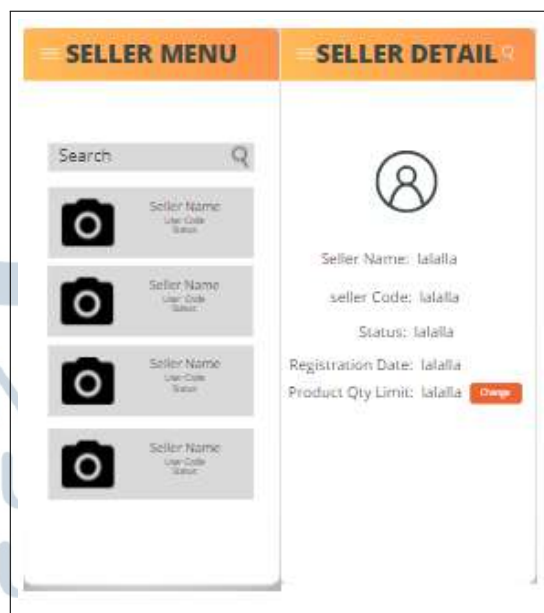 SELLER MENU
Search
Seller Name
User Code
Status
Seller Name
User Code
Status
Seller Name
User Code
Status
Seller Name
User Code
Status
SELLER DETAIL
Seller Name: lalalla
seller Code: lalalla
Status: lalalla
Registration Date: lalalla
Product Qty Limit: lalalla
Change